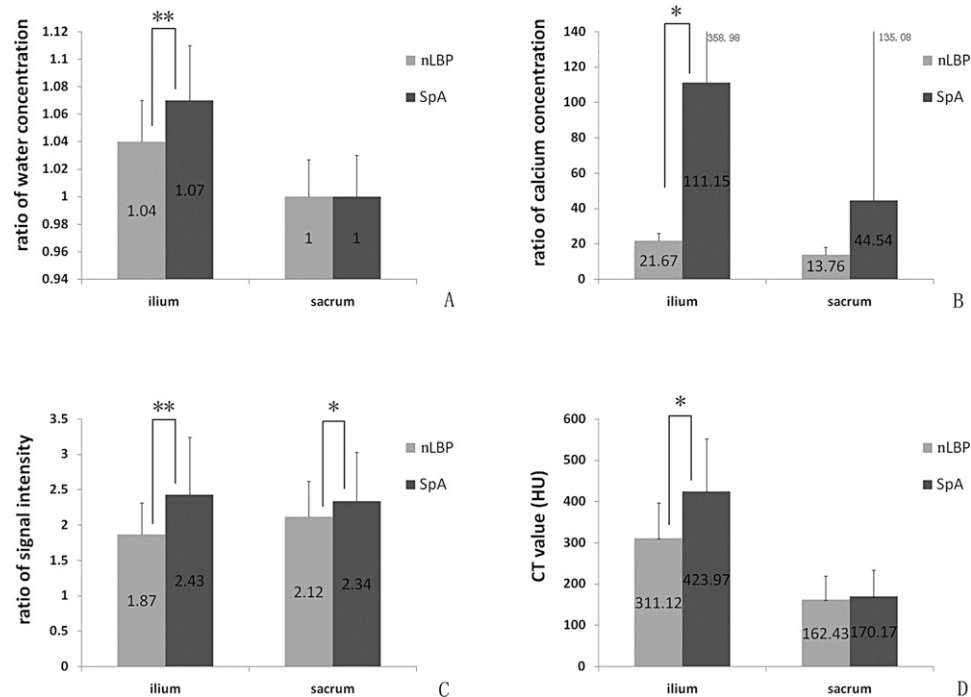 ratio of water concentration
1.12
1.1
1.08
1.06
1.04
1.02
1
0.98
0.96
0.94
**
1.04
1.07
1
1
ilium
sacrum
nLBP
SpA
A
ratio of calcium concentration
140
120
100
80
60
40
20
0
*
358.98
135.08
21.67
111.15
13.76
44.54
ilium
sacrum
nLBP
SpA
B
ratio of signal intensity
3.5
3
2.5
2
1.5
1
0.5
0
**
*
1.87
2.43
2.12
2.34
ilium
sacrum
nLBP
SpA
C
CT value (HU)
600
500
400
300
200
100
0
*
311.12
423.97
162.43
170.17
ilium
sacrum
nLBP
SpA
D